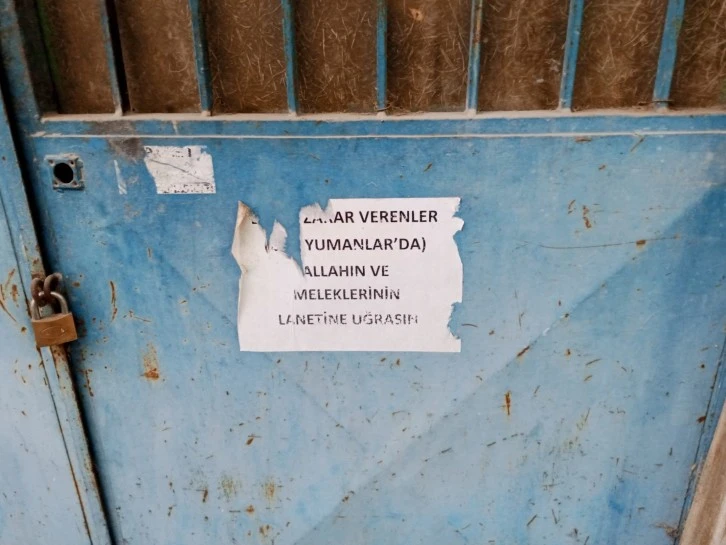 ZARAR VERENLER
YUMANLAR'DA)
ALLAHIN VE
MELEKLERİNİN
LANETİNE UĞRASIN